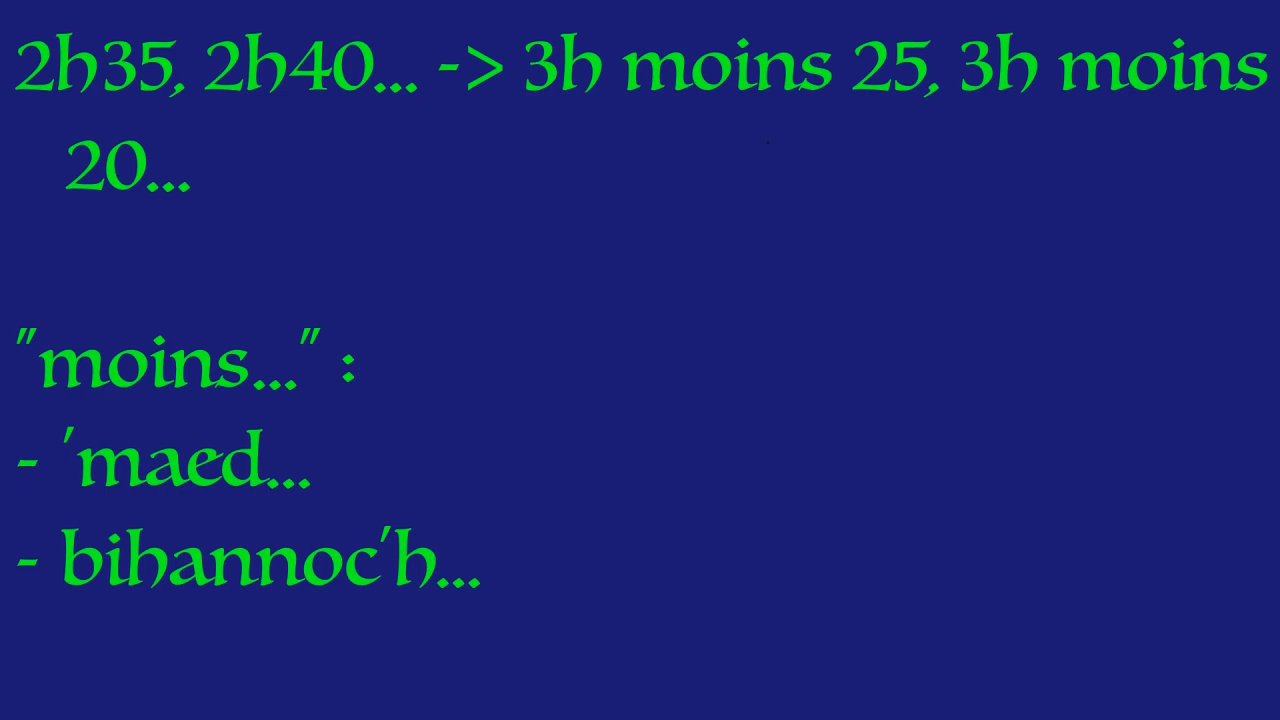 2h35, 2h40... -> 3h moins 25, 3h moins
20...
"moins..." :
- 'maed...
- bihannoc'h...